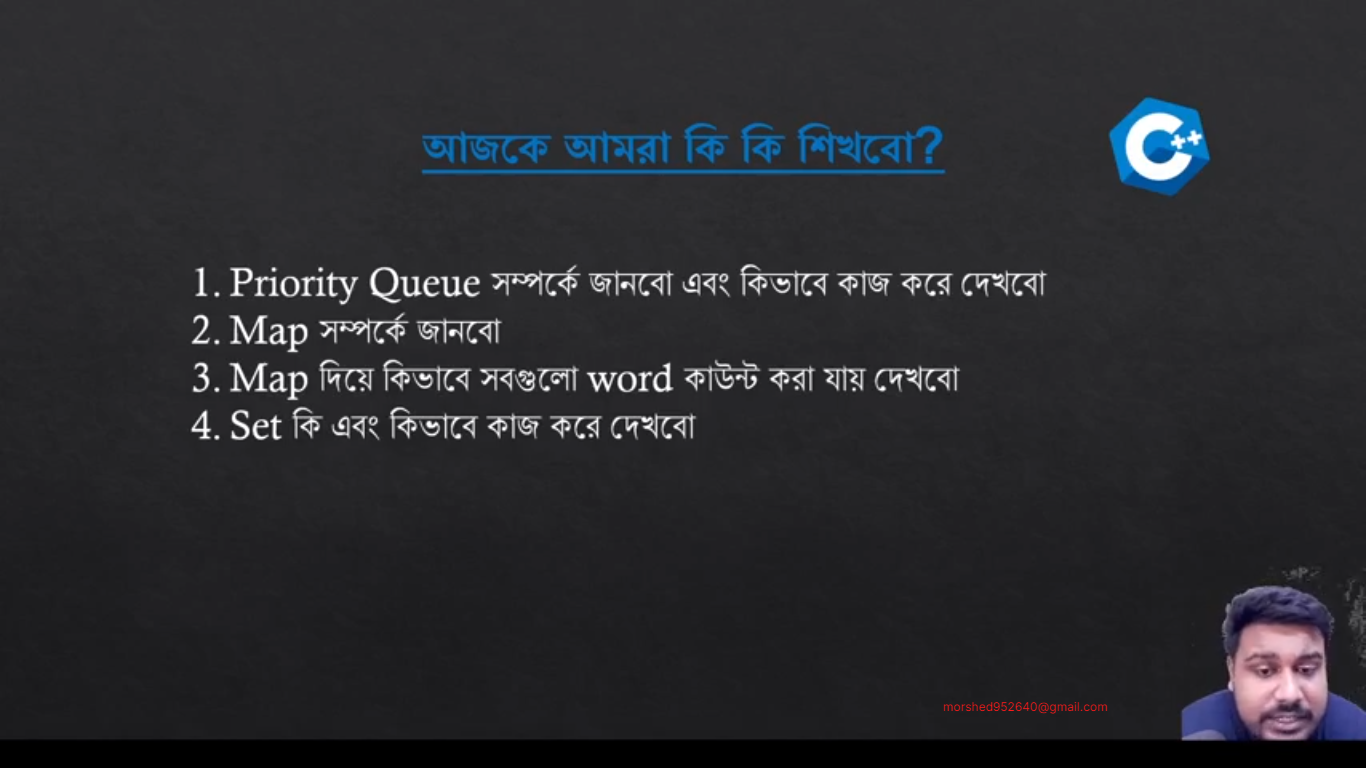 আজকে আমরা কি কি শিখবো?
C++
1. Priority Queue সম্পর্কে জানবো এবং কিভাবে কাজ করে দেখবো
2. Map সম্পর্কে জানবো
3. Map দিয়ে কিভাবে সবগুলো word কাউন্ট করা যায় দেখবো
4. Set কি এবং কিভাবে কাজ করে দেখবো
morshed952640@gmail.com